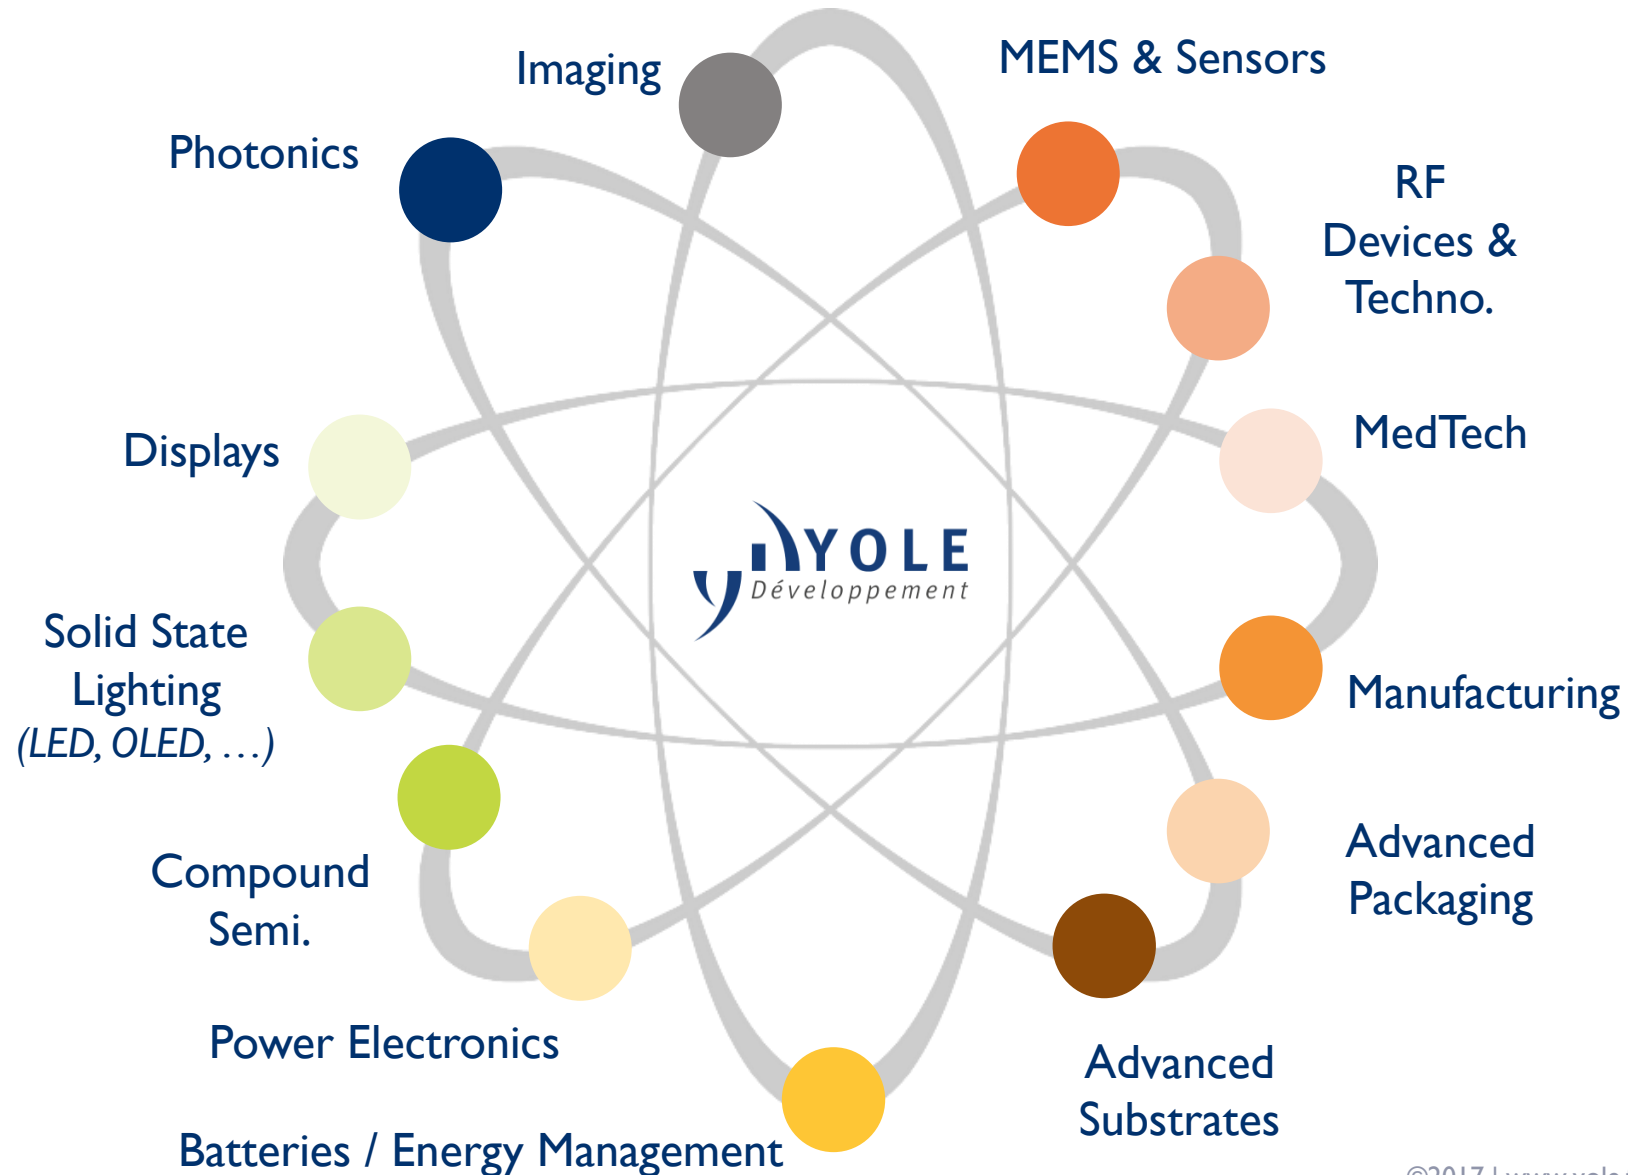 Imaging
MEMS & Sensors
Photonics
RF
Devices &
Techno.
Displays
MedTech
YOLE
Développement
Solid State
Lighting
(LED, OLED, …)
Manufacturing
Compound
Semi.
Advanced
Packaging
Power Electronics
Advanced
Substrates
Batteries / Energy Management